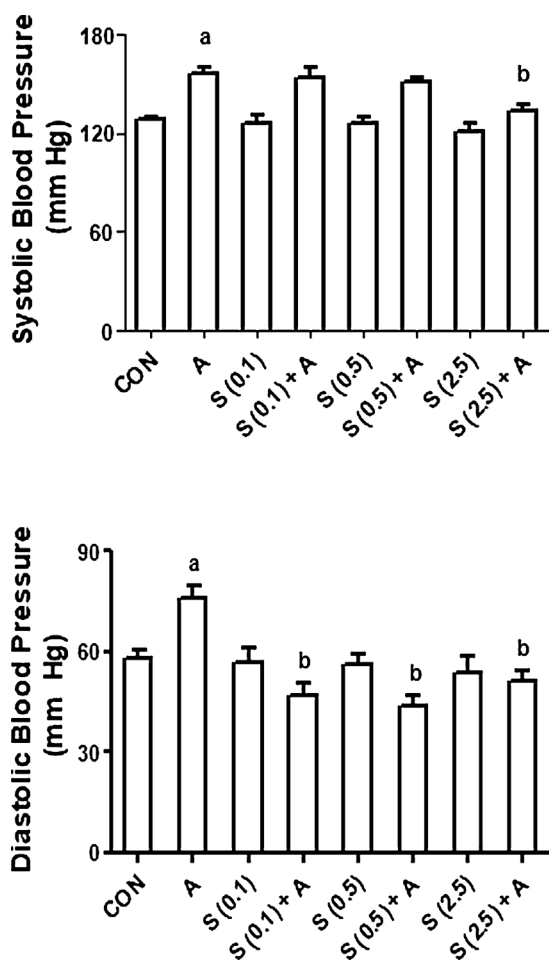 Systolic Blood Pressure
(mm Hg)
180
120
60
0
a
b
CON
A
S (0.1)
S (0.1) + A
S (0.5)
S (0.5) + A
S (2.5)
S (2.5) + A
Diastolic Blood Pressure
(mm Hg)
90
60
30
0
a
b
b
b
CON
A
S (0.1)
S (0.1) + A
S (0.5)
S (0.5) + A
S (2.5)
S (2.5) + A